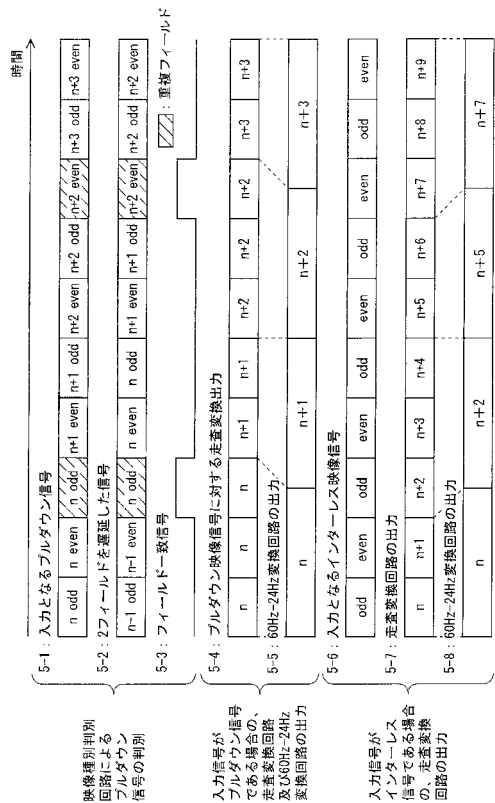 時間
映像種別判別
回路による
プルダウン
信号の判別
5-1：入力となるプルダウン信号
n odd n even n odd n+1 even n+1 odd n+2 even n+2 odd n+2 even n+3 odd n+3 even
5-2：2フィールドを遅延した信号
n-1 odd n-1 even n odd n even n odd n+1 even n+1 odd n+2 even n+2 odd n+2 even
5-3：フィールド一致信号
：重複フィールド
入力信号が
プルダウン信号
である場合の、
走査変換回路
及び60Hz-24Hz
変換回路の出力
5-4：プルダウン映像信号に対する走査変換出力
n n n n+1 n+1 n+2 n+2 n+2 n+3 n+3
5-5：60Hz-24Hz変換回路の出力
n n+1 n+2 n+3
入力信号が
インターレス
信号である場合
の、走査変換
回路の出力
5-6：入力となるインターレス映像信号
odd even odd even odd even odd even odd even
5-7：走査変換回路の出力
n n+1 n+2 n+3 n+4 n+5 n+6 n+7 n+8 n+9
5-8：60Hz-24Hz変換回路の出力
n n+2 n+5 n+7